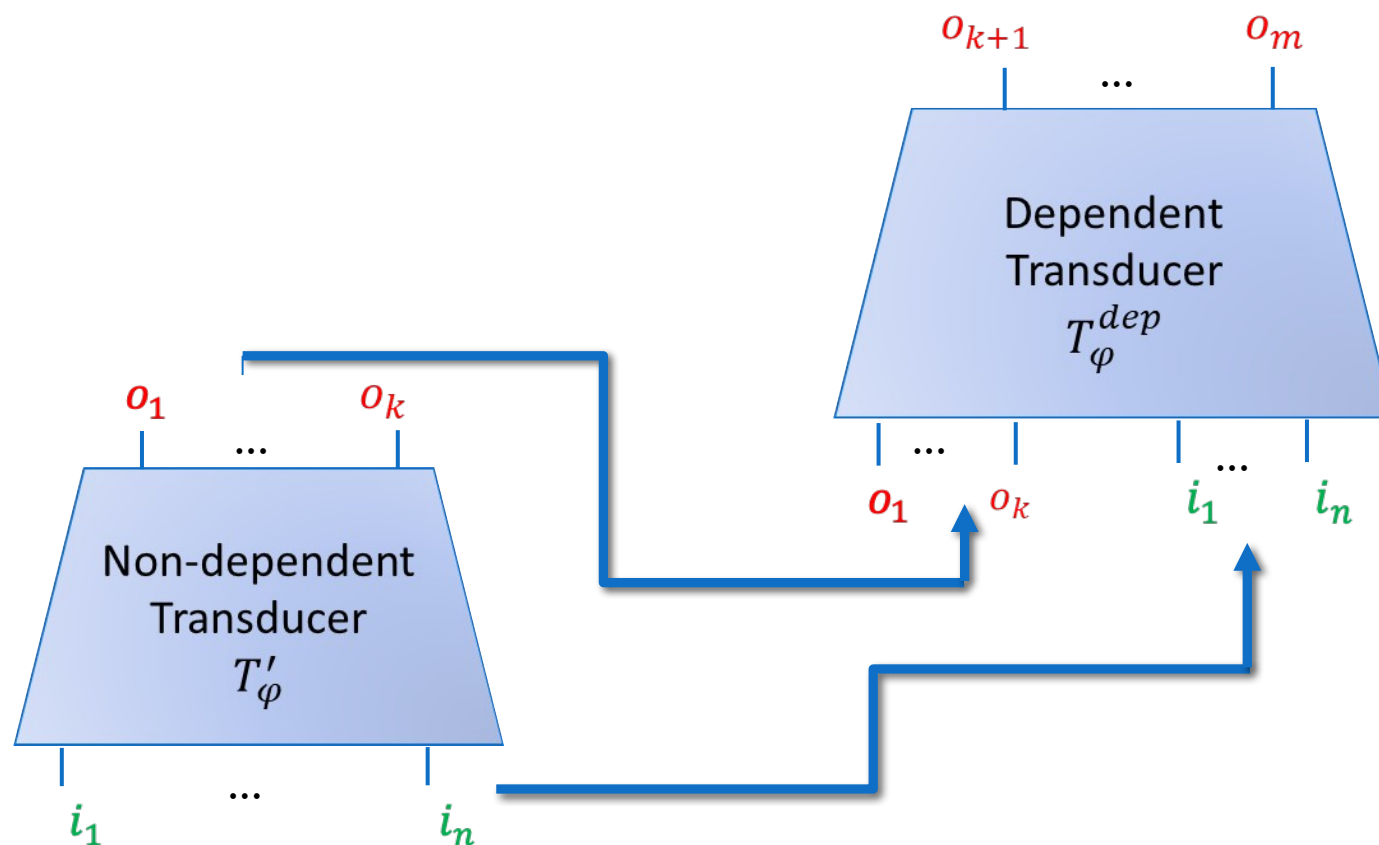 o_{k+1} ... o_m
Dependent
Transducer
T_φ^{dep}
o_1 ... o_k
i_1 ... i_n
o_1 ... o_k
Non-dependent
Transducer
T'_φ
i_1 ... i_n